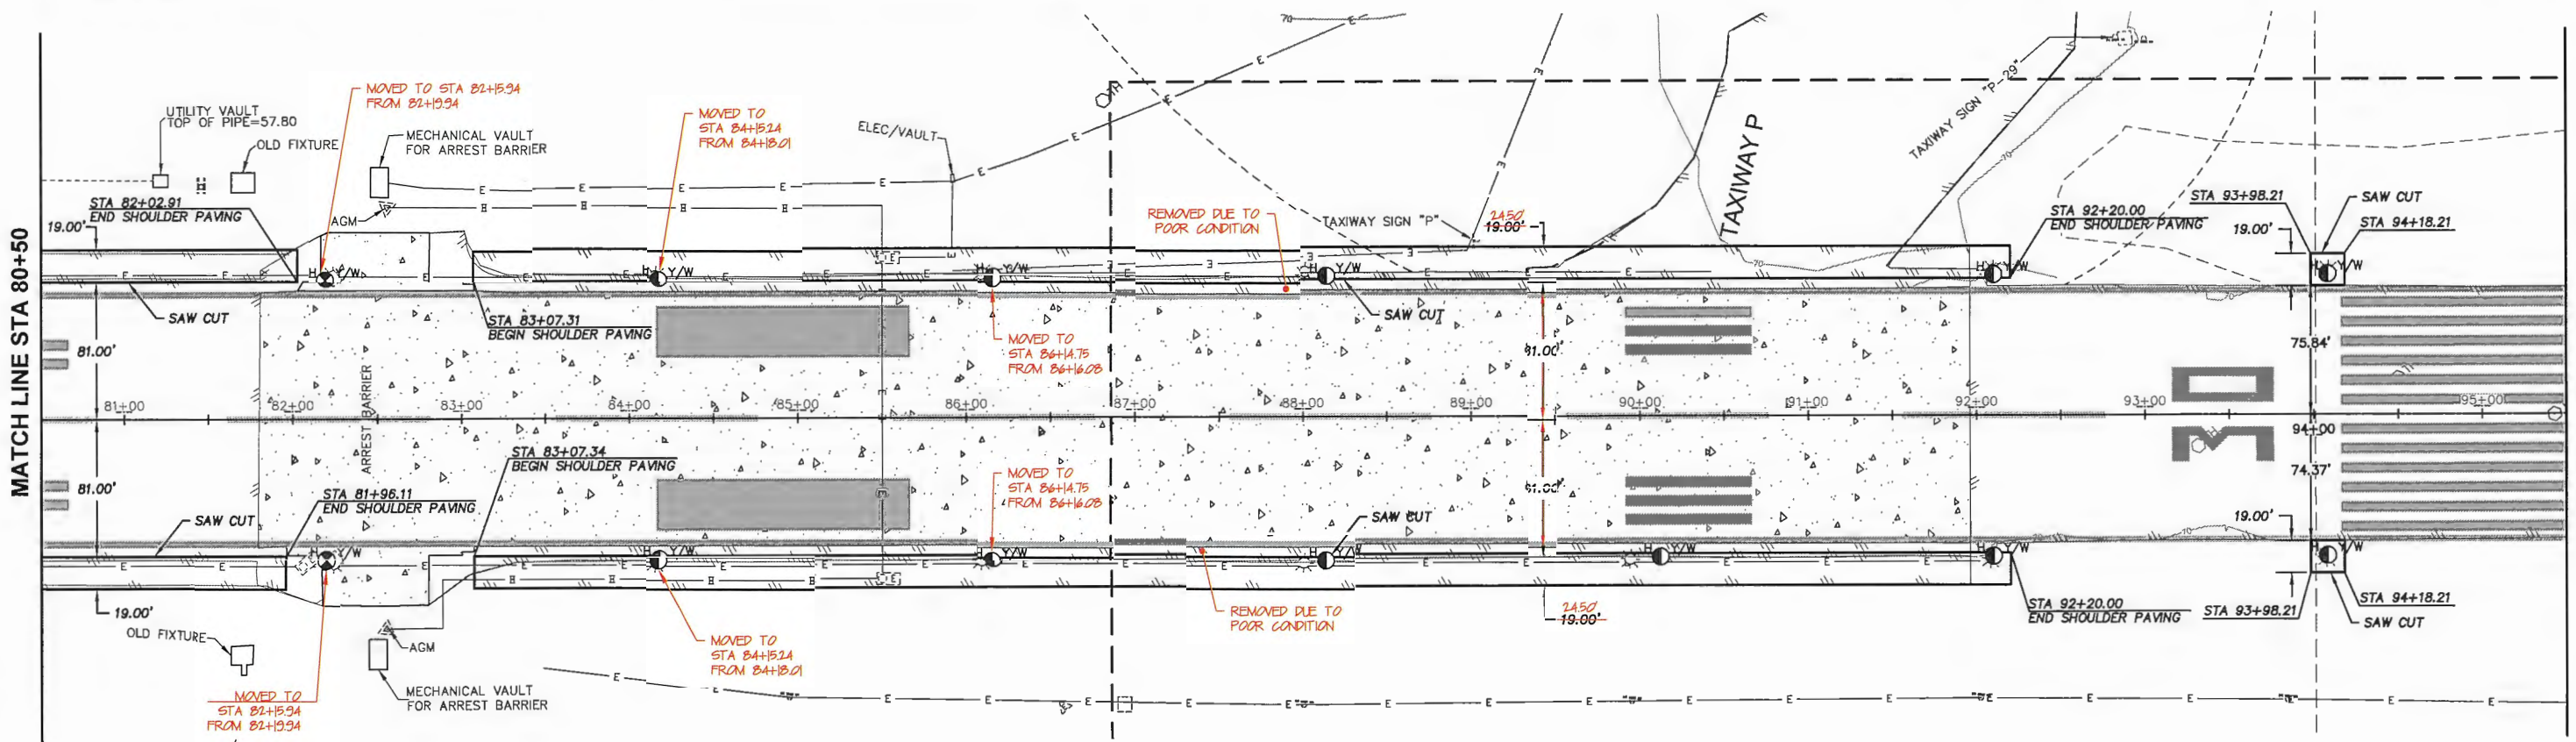 MATCH LINE STA 80+50
UTILITY VAULT
TOP OF PIPE=57.80
OLD FIXTURE
MOVED TO STA 82+15.94
FROM 82+19.94
MECHANICAL VAULT
FOR ARREST BARRIER
MOVED TO
STA 84+15.24
FROM 84+18.01
ELEC/VAULT
STA 82+02.91
END SHOULDER PAVING
19.00'
AGM
REMOVED DUE TO
POOR CONDITION
TAXIWAY SIGN "P"
24.50'
19.00'
TAXIWAY P
TAXIWAY SIGN "P-29"
70
70
STA 92+20.00
END SHOULDER PAVING
STA 93+98.21
SAW CUT
STA 94+18.21
19.00'
H Y/W
H Y/W
H Y/W
H Y/W
H Y/W
Y/W
SAW CUT
STA 83+07.31
BEGIN SHOULDER PAVING
MOVED TO
STA 86+14.75
FROM 86+16.08
SAW CUT
81.00'
81.00'
75.84'
ARREST BARRIER
81+00
82+00
83+00
84+00
85+00
86+00
87+00
88+00
89+00
90+00
91+00
92+00
93+00
94+00
95+00
STA 83+07.34
BEGIN SHOULDER PAVING
MOVED TO
STA 86+14.75
FROM 86+16.08
81.00'
81.00'
74.37'
STA 81+96.11
END SHOULDER PAVING
SAW CUT
SAW CUT
19.00'
H Y/W
H Y/W
H Y/W
H Y/W
H Y/W
H Y/W
Y/W
19.00'
OLD FIXTURE
AGM
MECHANICAL VAULT
FOR ARREST BARRIER
MOVED TO
STA 82+15.94
FROM 82+19.94
MOVED TO
STA 84+15.24
FROM 84+18.01
REMOVED DUE TO
POOR CONDITION
24.50'
19.00'
STA 92+20.00
END SHOULDER PAVING
STA 93+98.21
STA 94+18.21
SAW CUT